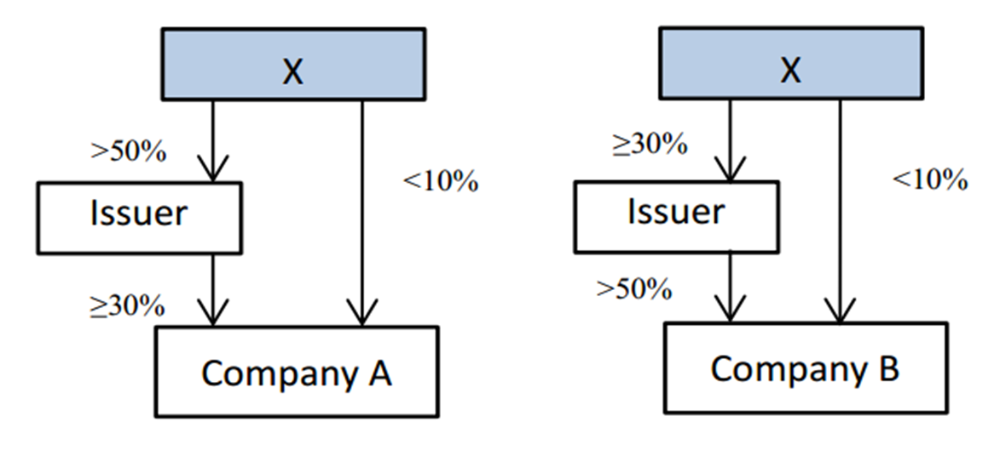 X
>50%
<10%
Issuer
≥30%
Company A
X
≥30%
<10%
Issuer
>50%
Company B